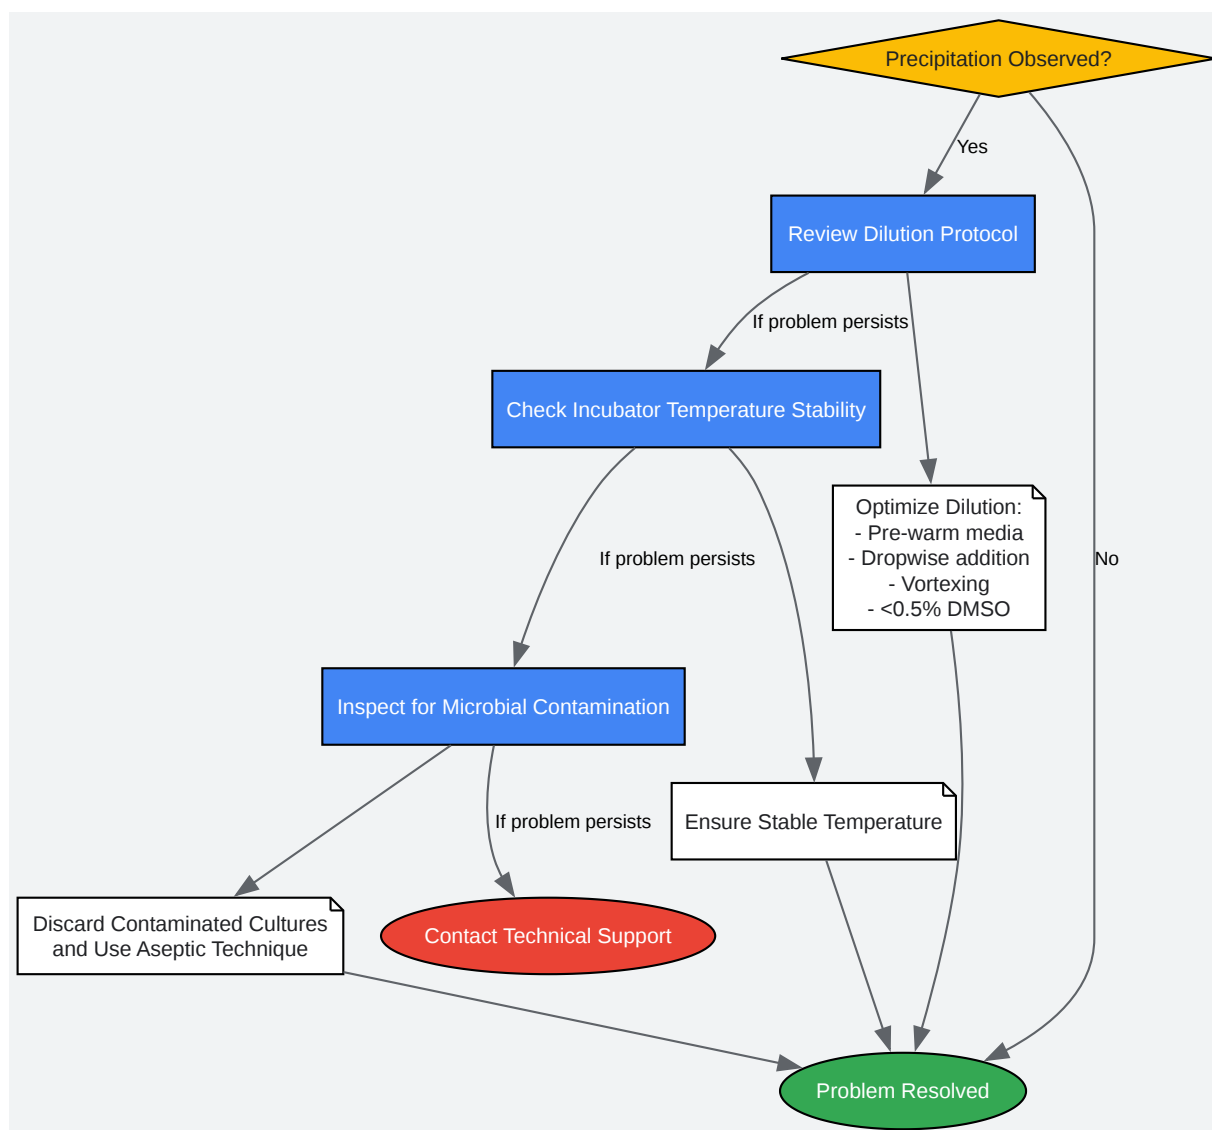 Precipitation Observed?
Yes
Review Dilution Protocol
If problem persists
Check Incubator Temperature Stability
Optimize Dilution:
- Pre-warm media
- Dropwise addition
- Vortexing
- <0.5% DMSO
If problem persists
No
Inspect for Microbial Contamination
If problem persists
Ensure Stable Temperature
Discard Contaminated Cultures
and Use Aseptic Technique
Contact Technical Support
Problem Resolved